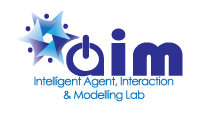 aim
Intelligent Agent, Interaction
& Modelling Lab